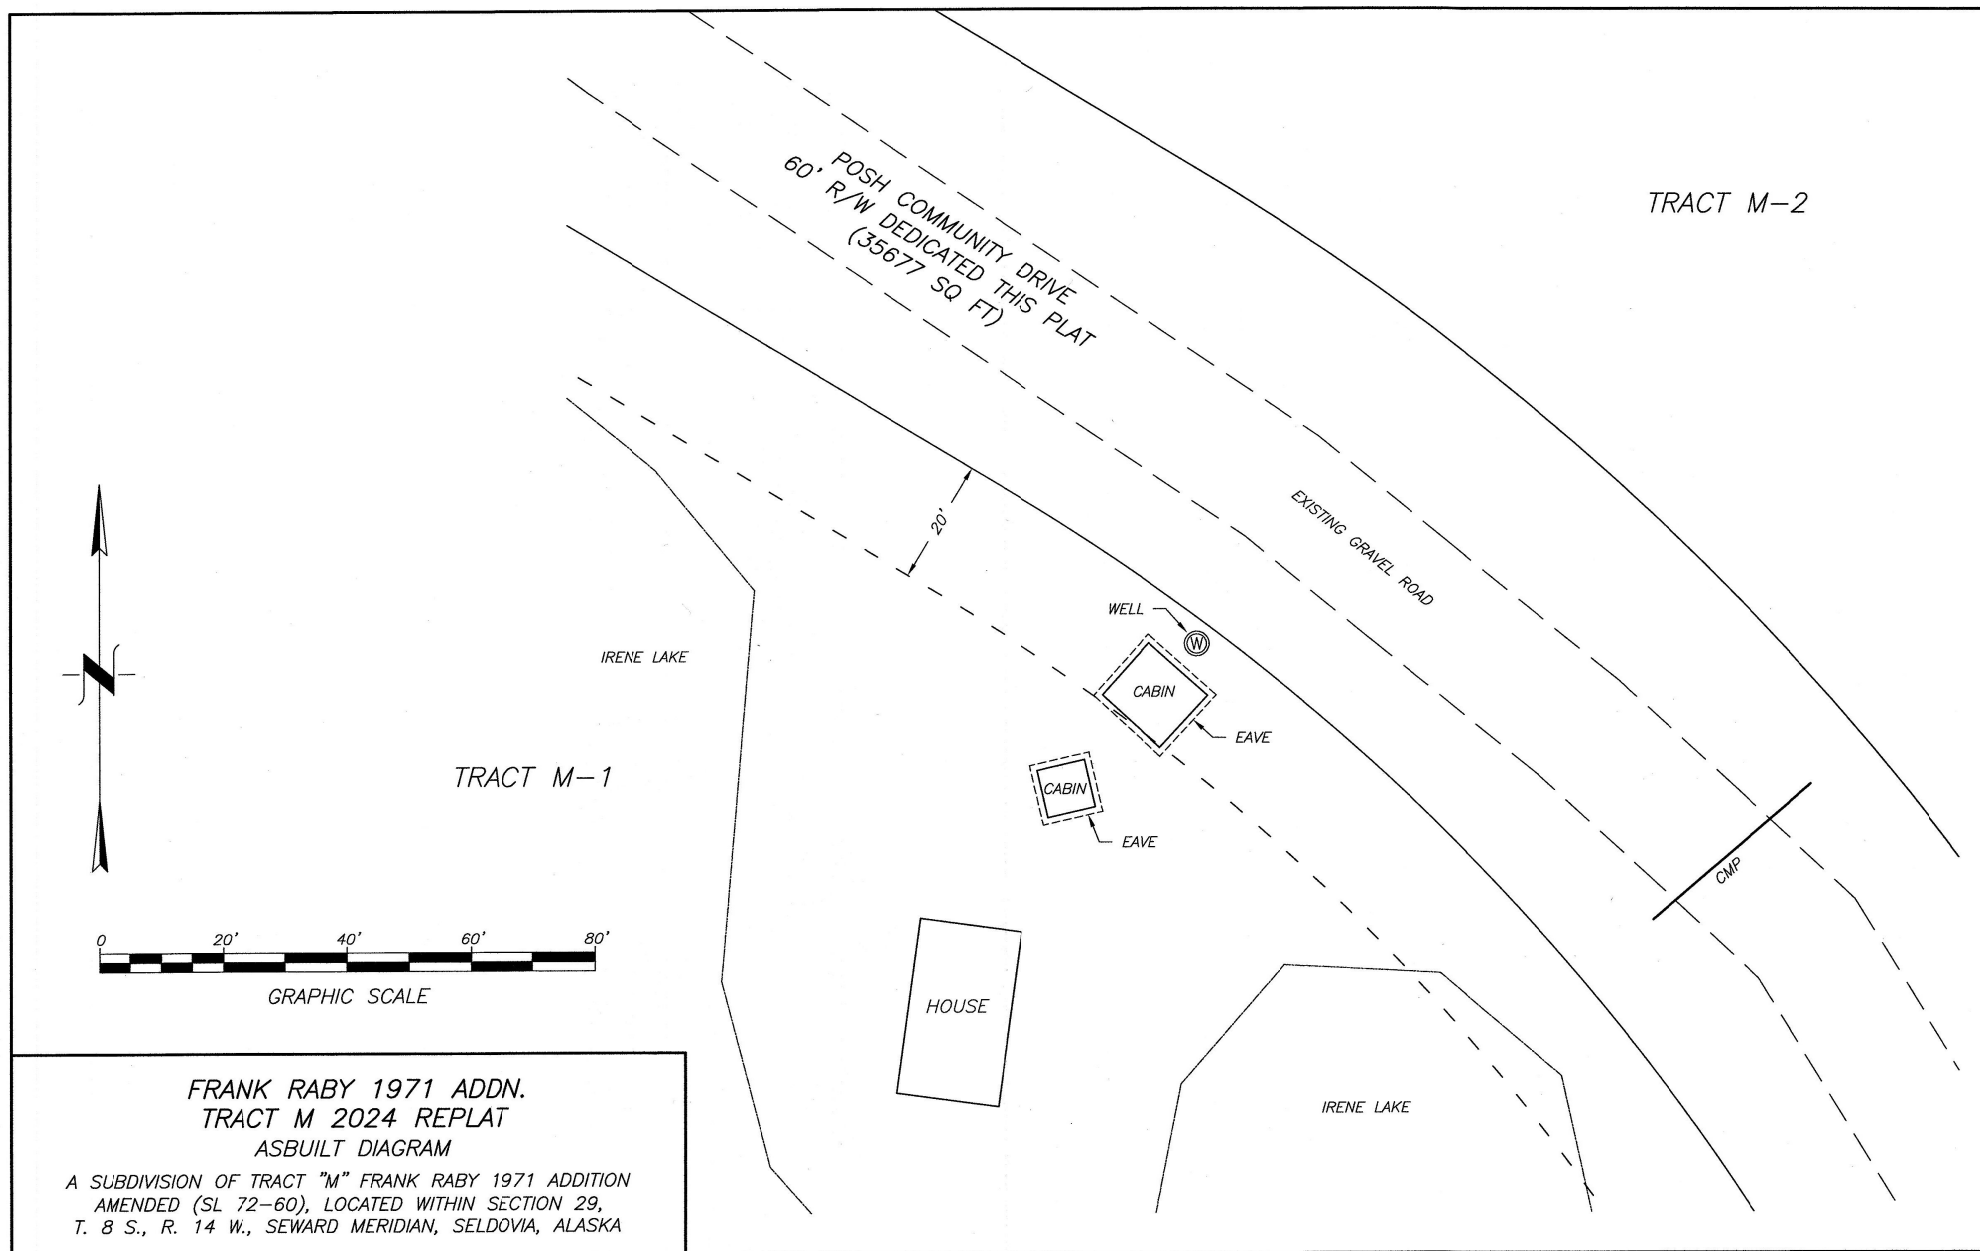 TRACT M-2
POSH COMMUNITY DRIVE
60' R/W DEDICATED THIS PLAT
(35677 SQ FT)
20'
EXISTING GRAVEL ROAD
WELL
W
IRENE LAKE
CABIN
EAVE
TRACT M-1
CABIN
EAVE
CMP
N
0 20' 40' 60' 80'
GRAPHIC SCALE
HOUSE
IRENE LAKE
FRANK RABY 1971 ADDN.
TRACT M 2024 REPLAT
ASBUILT DIAGRAM
A SUBDIVISION OF TRACT "M" FRANK RABY 1971 ADDITION
AMENDED (SL 72-60), LOCATED WITHIN SECTION 29,
T. 8 S., R. 14 W., SEWARD MERIDIAN, SELDOVIA, ALASKA